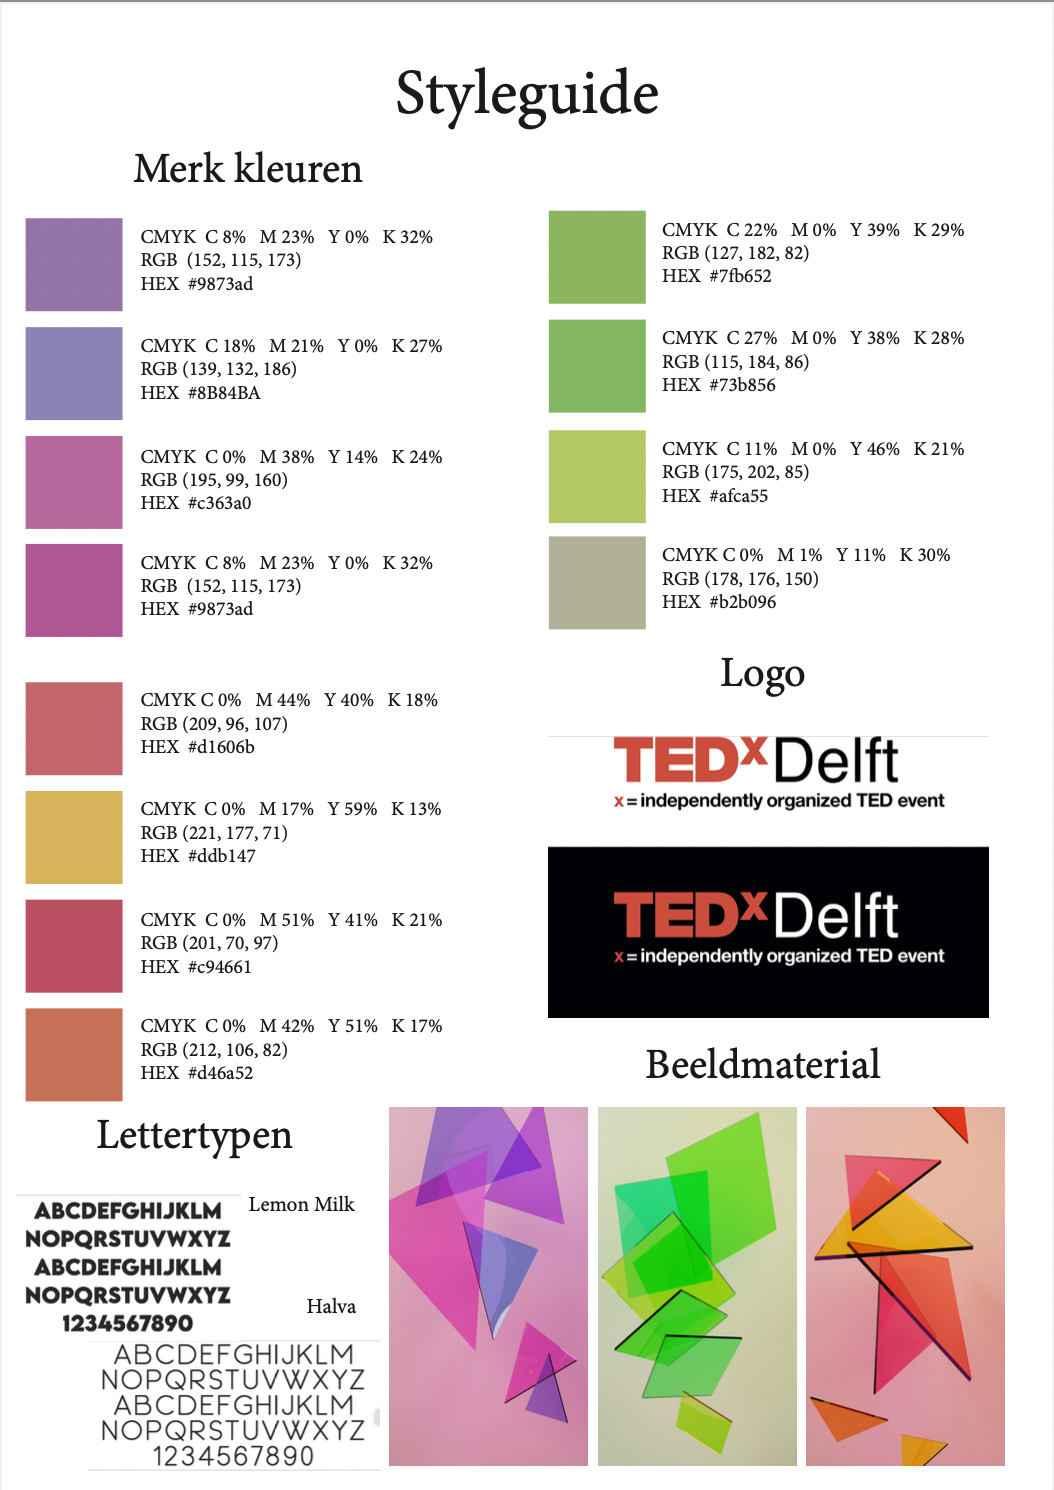 Styleguide
Merk kleuren
CMYK C 8% M 23% Y 0% K 32%
RGB (152, 115, 173)
HEX #9873ad
CMYK C 18% M 21% Y 0% K 27%
RGB (139, 132, 186)
HEX #8B84BA
CMYK C 0% M 38% Y 14% K 24%
RGB (195, 99, 160)
HEX #c363a0
CMYK C 8% M 23% Y 0% K 32%
RGB (152, 115, 173)
HEX #9873ad
CMYK C 0% M 44% Y 40% K 18%
RGB (209, 96, 107)
HEX #d1606b
CMYK C 0% M 17% Y 59% K 13%
RGB (221, 177, 71)
HEX #ddb147
CMYK C 0% M 51% Y 41% K 21%
RGB (201, 70, 97)
HEX #c94661
CMYK C 0% M 42% Y 51% K 17%
RGB (212, 106, 82)
HEX #d46a52
CMYK C 22% M 0% Y 39% K 29%
RGB (127, 182, 82)
HEX #7fb652
CMYK C 27% M 0% Y 38% K 28%
RGB (115, 184, 86)
HEX #73b856
CMYK C 11% M 0% Y 46% K 21%
RGB (175, 202, 85)
HEX #afca55
CMYK C 0% M 1% Y 11% K 30%
RGB (178, 176, 150)
HEX #b2b096
Logo
TEDx Delft
x = independently organized TED event
TEDx Delft
x = independently organized TED event
Beeldmaterial
Lettertypen
Lemon Milk
ABCDEFGHIJKLM
NOPQRSTUVWXYZ
ABCDEFGHIJKLM
NOPQRSTUVWXYZ
1234567890
Halva
ABCDEFGHIJKLM
NOPQRSTUVWXYZ
ABCDEFGHIJKLM
NOPQRSTUVWXYZ
1234567890